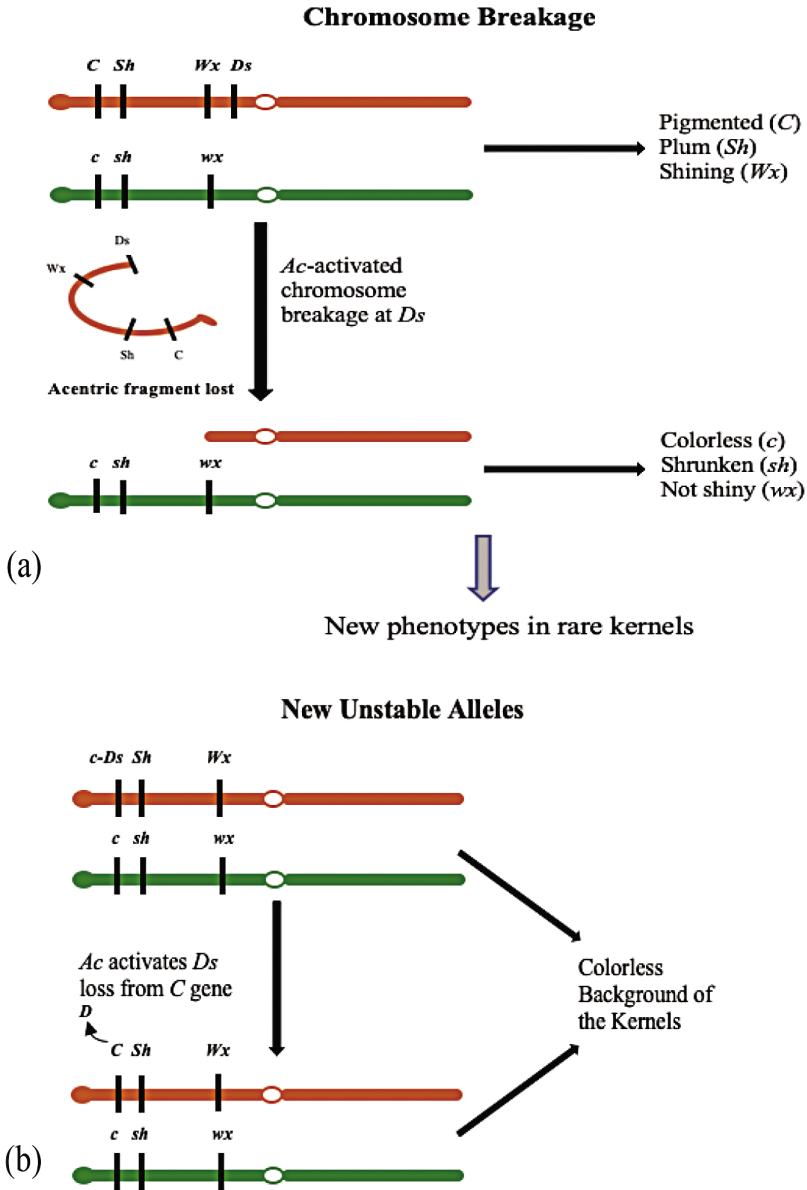 Chromosome Breakage
C Sh Wx Ds
c sh wx
Pigmented (C)
Plum (Sh)
Shining (Wx)
Ds
Wx
Sh C
Ac-activated
chromosome
breakage at Ds
Acentric fragment lost
c sh wx
Colorless (c)
Shrunken (sh)
Not shiny (wx)
(a)
New phenotypes in rare kernels
New Unstable Alleles
c-Ds Sh Wx
c sh wx
Ac activates Ds
loss from C gene
D
C Sh Wx
c sh wx
Colorless
Background of
the Kernels
(b)